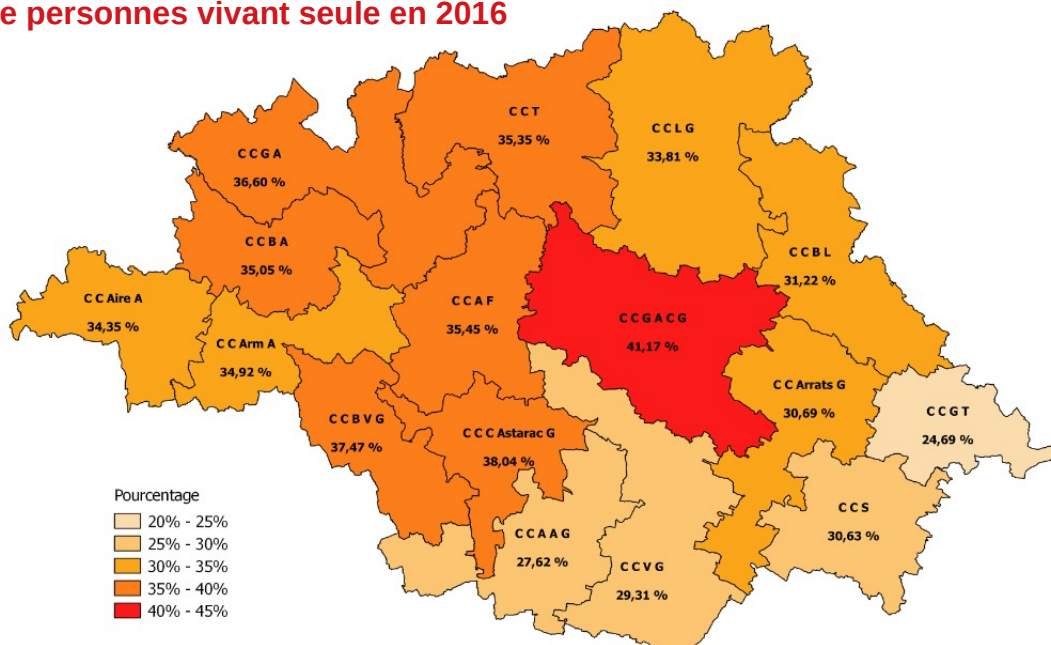 e personnes vivant seule en 2016
C C T
35,35 %
C C L G
33,81 %
C C G A
36,60 %
C C B A
35,05 %
C C B L
31,22 %
C C Aire A
34,35 %
C C A F
35,45 %
C C G A C G
41,17 %
C C Arm A
34,92 %
C C Arrats G
30,69 %
C C G T
24,69 %
C C B V G
37,47 %
C C C Astarac G
38,04 %
C C S
30,63 %
C C A A G
27,62 %
C C V G
29,31 %
Pourcentage
20% - 25%
25% - 30%
30% - 35%
35% - 40%
40% - 45%